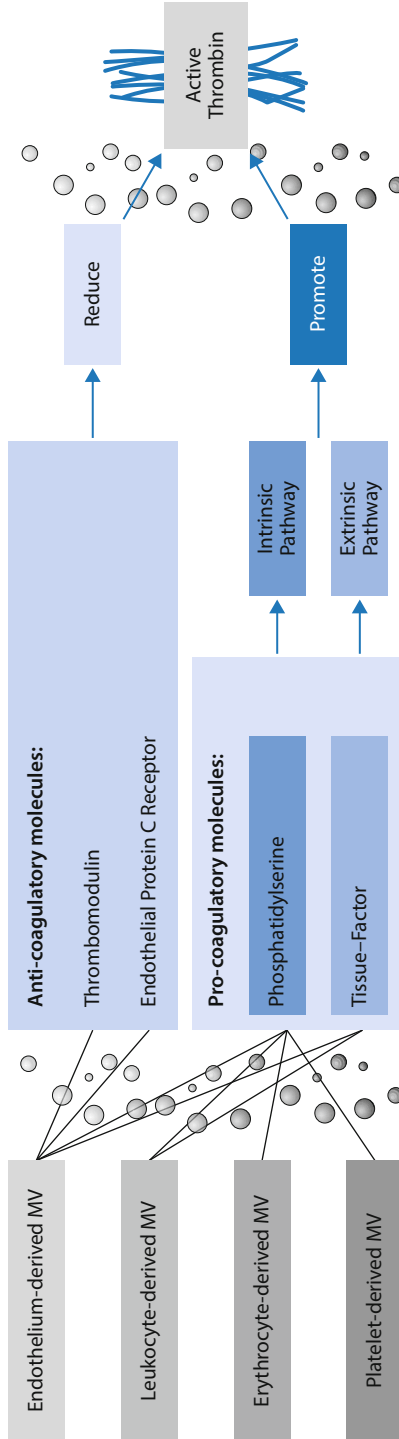 Endothelium-derived MV
Leukocyte-derived MV
Erythrocyte-derived MV
Platelet-derived MV
Anti-coagulatory molecules:
Thrombomodulin
Endothelial Protein C Receptor
Pro-coagulatory molecules:
Phosphatidylserine
Tissue–Factor
Intrinsic
Pathway
Extrinsic
Pathway
Reduce
Promote
Active
Thrombin